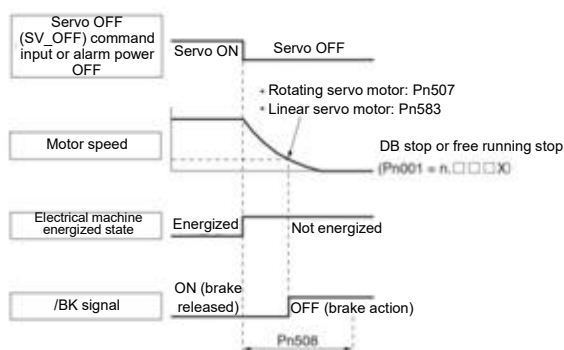 Servo OFF
(SV_OFF) command
input or alarm power
OFF
Servo ON
Servo OFF
• Rotating servo motor: Pn507
• Linear servo motor: Pn583
Motor speed
DB stop or free running stop
(Pn001 = n.□□□X)
Electrical machine
energized state
Energized
Not energized
/BK signal
ON (brake
released)
OFF (brake action)
Pn508